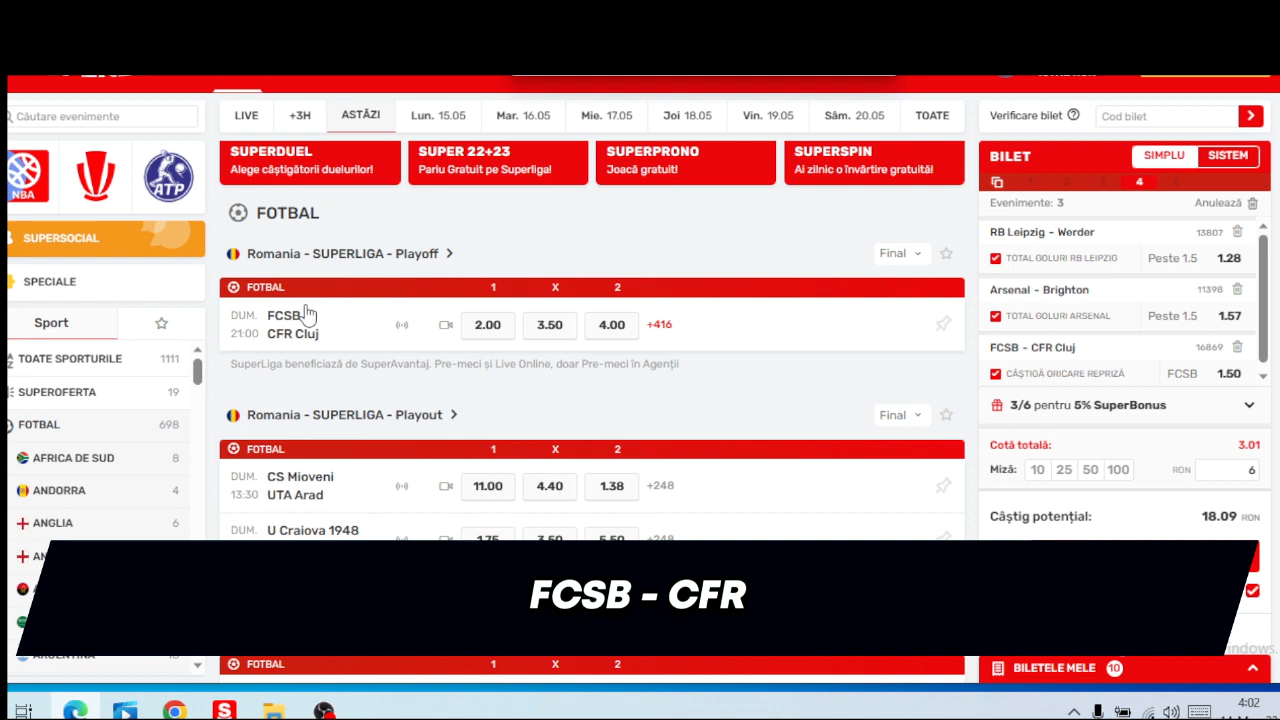 Căutare evenimente
LIVE
+3H
ASTĂZI
Lun. 15.05
Mar. 16.05
Mie. 17.05
Joi 18.05
Vin. 19.05
Sâm. 20.05
TOATE
Verificare bilet
Cod bilet
NBA
ATP
SUPERDUEL
Alege câștigătorii duelurilor!
SUPER 22+23
Pariu Gratuit pe Superliga!
SUPERPRONO
Joacă gratuit!
SUPERSPIN
Ai zilnic o învârtire gratuită!
BILET
SIMPLU
SISTEM
4
Evenimente: 3
Anulează
SUPERSOCIAL
SPECIALE
Sport
TOATE SPORTURILE 1111
SUPEROFERTA 19
FOTBAL 698
AFRICA DE SUD 8
ANDORRA 4
ANGLIA 6
FOTBAL
Romania - SUPERLIGA - Playoff
Final
FOTBAL 1 X 2
DUM. FCSB
21:00 CFR Cluj
2.00 3.50 4.00 +416
SuperLiga beneficiază de SuperAvantaj. Pre-meci și Live Online, doar Pre-meci în Agenții
Romania - SUPERLIGA - Playout
Final
FOTBAL 1 X 2
DUM. CS Mioveni
13:30 UTA Arad
11.00 4.40 1.38 +248
DUM. U Craiova 1948
1.75 3.50 5.50 +248
RB Leipzig - Werder 13807
TOTAL GOLURI RB LEIPZIG Peste 1.5 1.28
Arsenal - Brighton 11398
TOTAL GOLURI ARSENAL Peste 1.5 1.57
FCSB - CFR Cluj 16869
CÂȘTIGĂ ORICARE REPRIZĂ FCSB 1.50
3/6 pentru 5% SuperBonus
Cotă totală: 3.01
Miză: 10 25 50 100 RON 6
Câștig potențial: 18.09 RON
FCSB - CFR
FOTBAL 1 X 2
BILETELE MELE 10
4:02